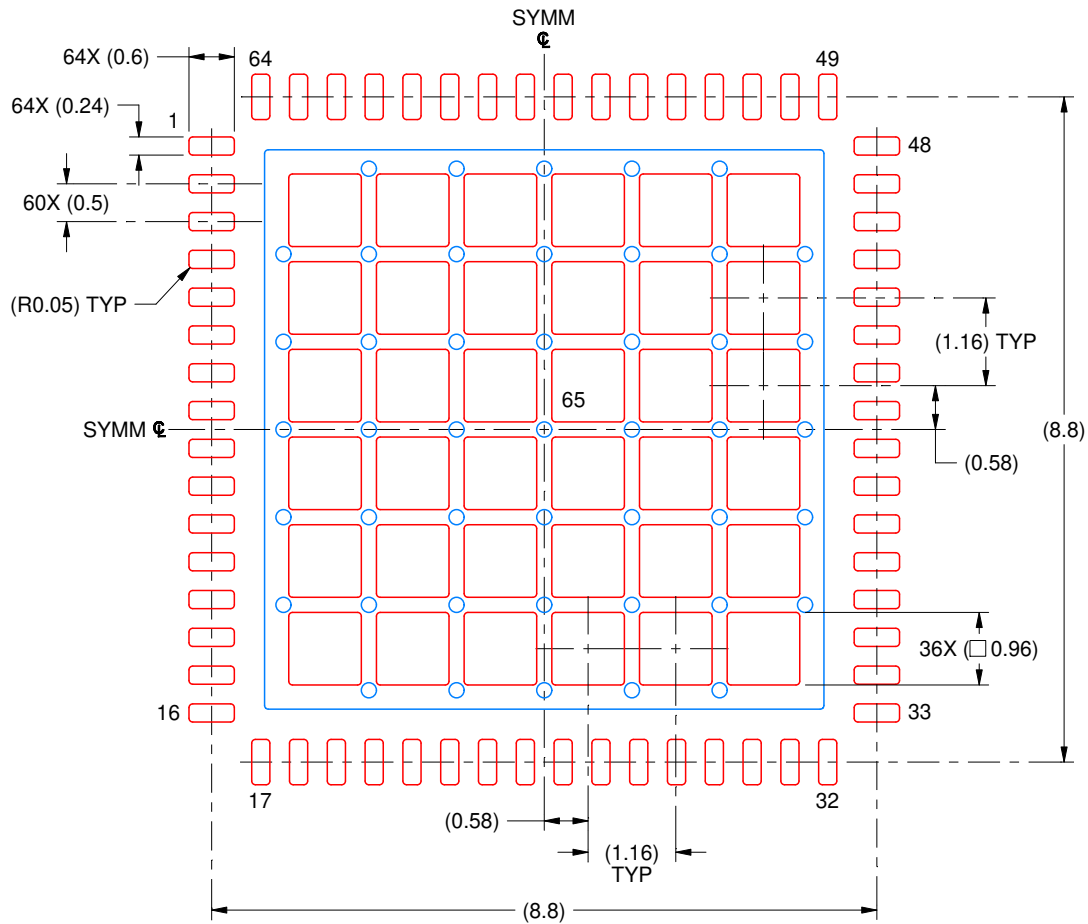 SYMM
℄
64X (0.6)
64
49
64X (0.24)
1
48
60X (0.5)
(R0.05) TYP
(1.16) TYP
65
SYMM ℄
(8.8)
(0.58)
36X (□ 0.96)
16
33
17
32
(0.58)
(1.16)
TYP
(8.8)